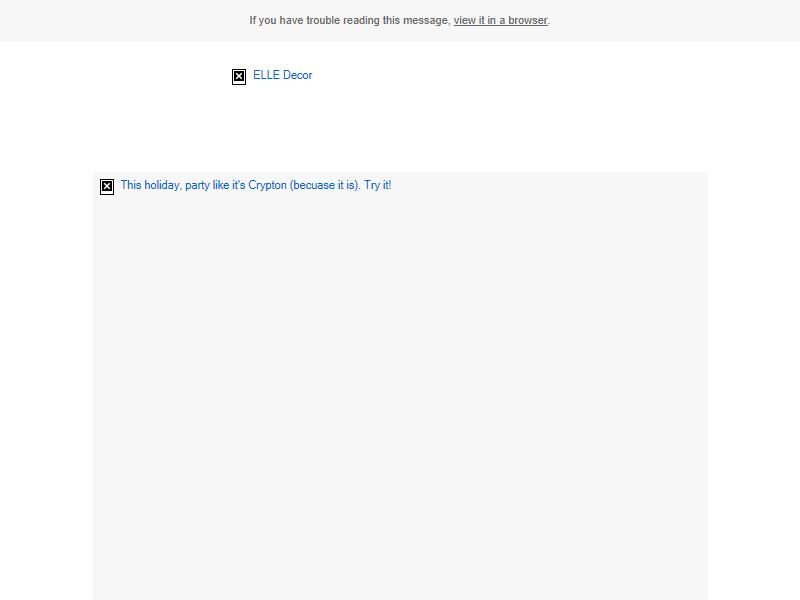 If you have trouble reading this message, view it in a browser.
ELLE Decor
This holiday, party like it's Crypton (becuase it is). Try it!